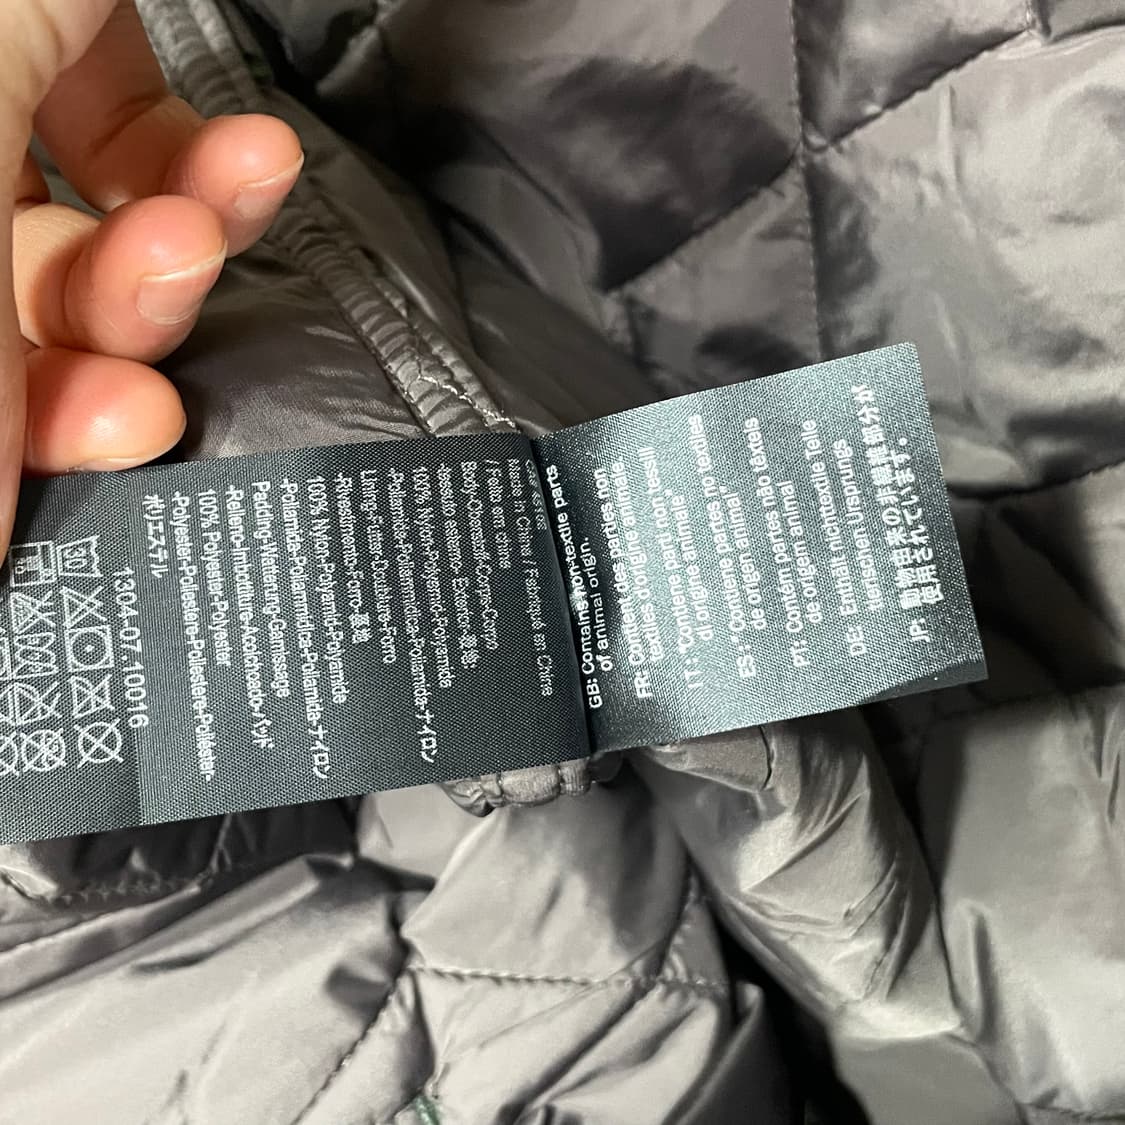 Made in China / Fabriqué en Chine
/ Feito em china
Body-Oberstoff-Corps-Corpo
-tessuto esterno- Exterior-表地:
100% Nylon-Polyamid-Polyamide
-Poliamida-Poliammidica-Poliamida-ナイロン
Lining-Futter-Doublure-Forro
-Rivestimento-Forro-裏地
100% Nylon-Polyamid-Polyamide
-Poliamida-Poliammidica-Poliamida-ナイロン
Padding-Wattierung-Garnissage
-Relleno-Imbottitura-Acolchoado-パッド
100% Polyester-Polyester
-Polyester-Poliestere-Poliestere-Poliéster-
ポリエステル
1304-07.10016
30
GB: Contains non-textile parts
of animal origin.
FR: Contient des parties non
textiles d'origine animale.
IT: "Contiene parti non tessili
di origine animale"
ES: "Contiene partes no textiles
de origen animal"
PT: Contém partes não têxteis
de origem animal
DE: Enthält nichttextile Teile
tierischen Ursprungs
JP: 動物由来の非繊維部分が
使用されています。